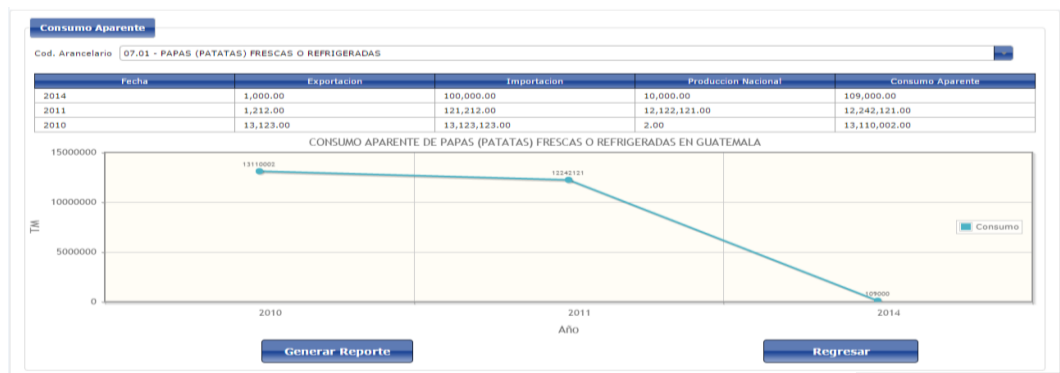 Consumo Aparente
Cod. Arancelario 07.01 - PAPAS (PATATAS) FRESCAS O REFRIGERADAS
Fecha Exportacion Importacion Produccion Nacional Consumo Aparente
2014 1,000.00 100,000.00 10,000.00 109,000.00
2011 1,212.00 121,212.00 12,122,121.00 12,242,121.00
2010 13,123.00 13,123,123.00 2.00 13,110,002.00
CONSUMO APARENTE DE PAPAS (PATATAS) FRESCAS O REFRIGERADAS EN GUATEMALA
15000000
13110002
12242121
10000000
TM
Consumo
5000000
109000
0
2010 2011 2014
Año
Generar Reporte Regresar